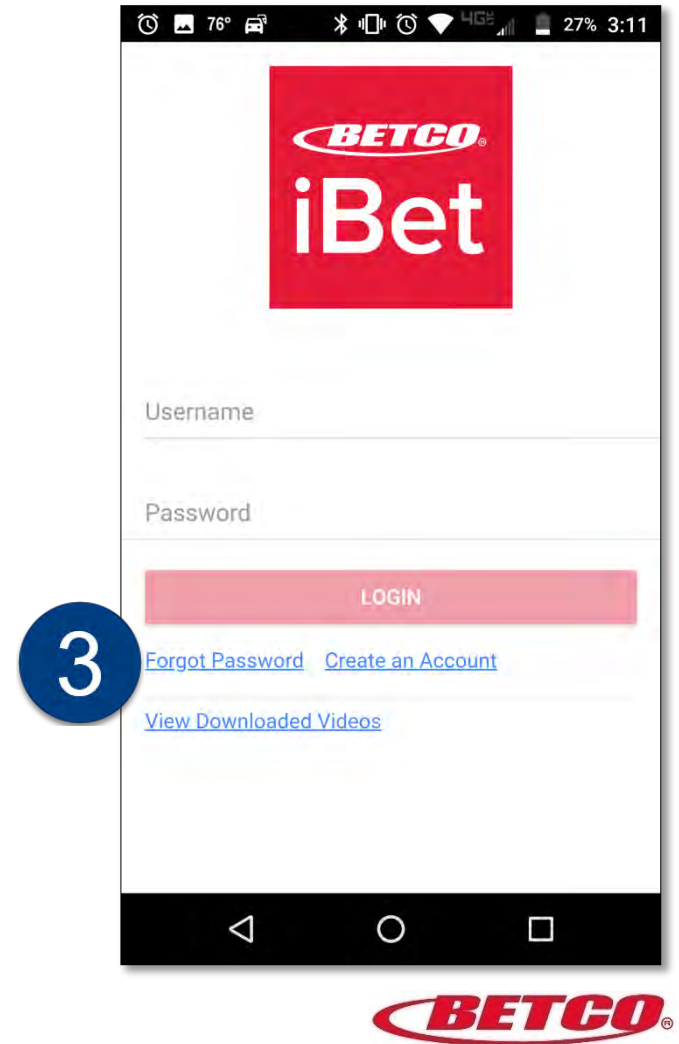 76° 4G 27% 3:11
BETCO®
iBet
Username
Password
LOGIN
3
Forgot Password Create an Account
View Downloaded Videos
BETCO®